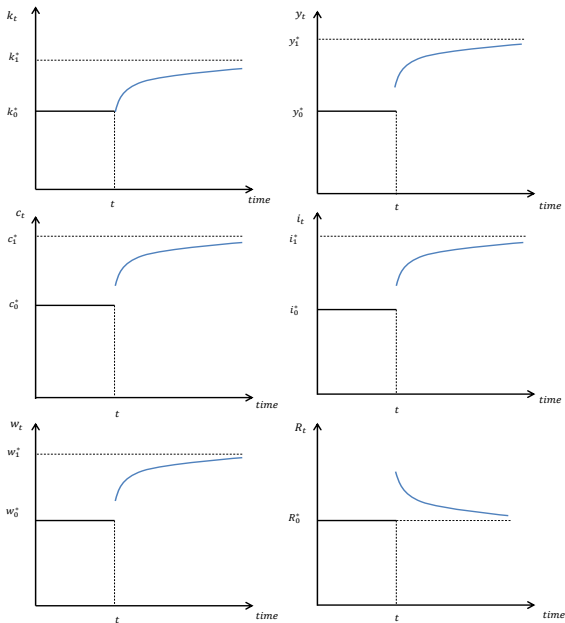 k_t
k_1^*
k_0^*
t
time
y_t
y_1^*
y_0^*
t
time
c_t
c_1^*
c_0^*
t
time
i_t
i_1^*
i_0^*
t
time
w_t
w_1^*
w_0^*
t
time
R_t
R_0^*
t
time